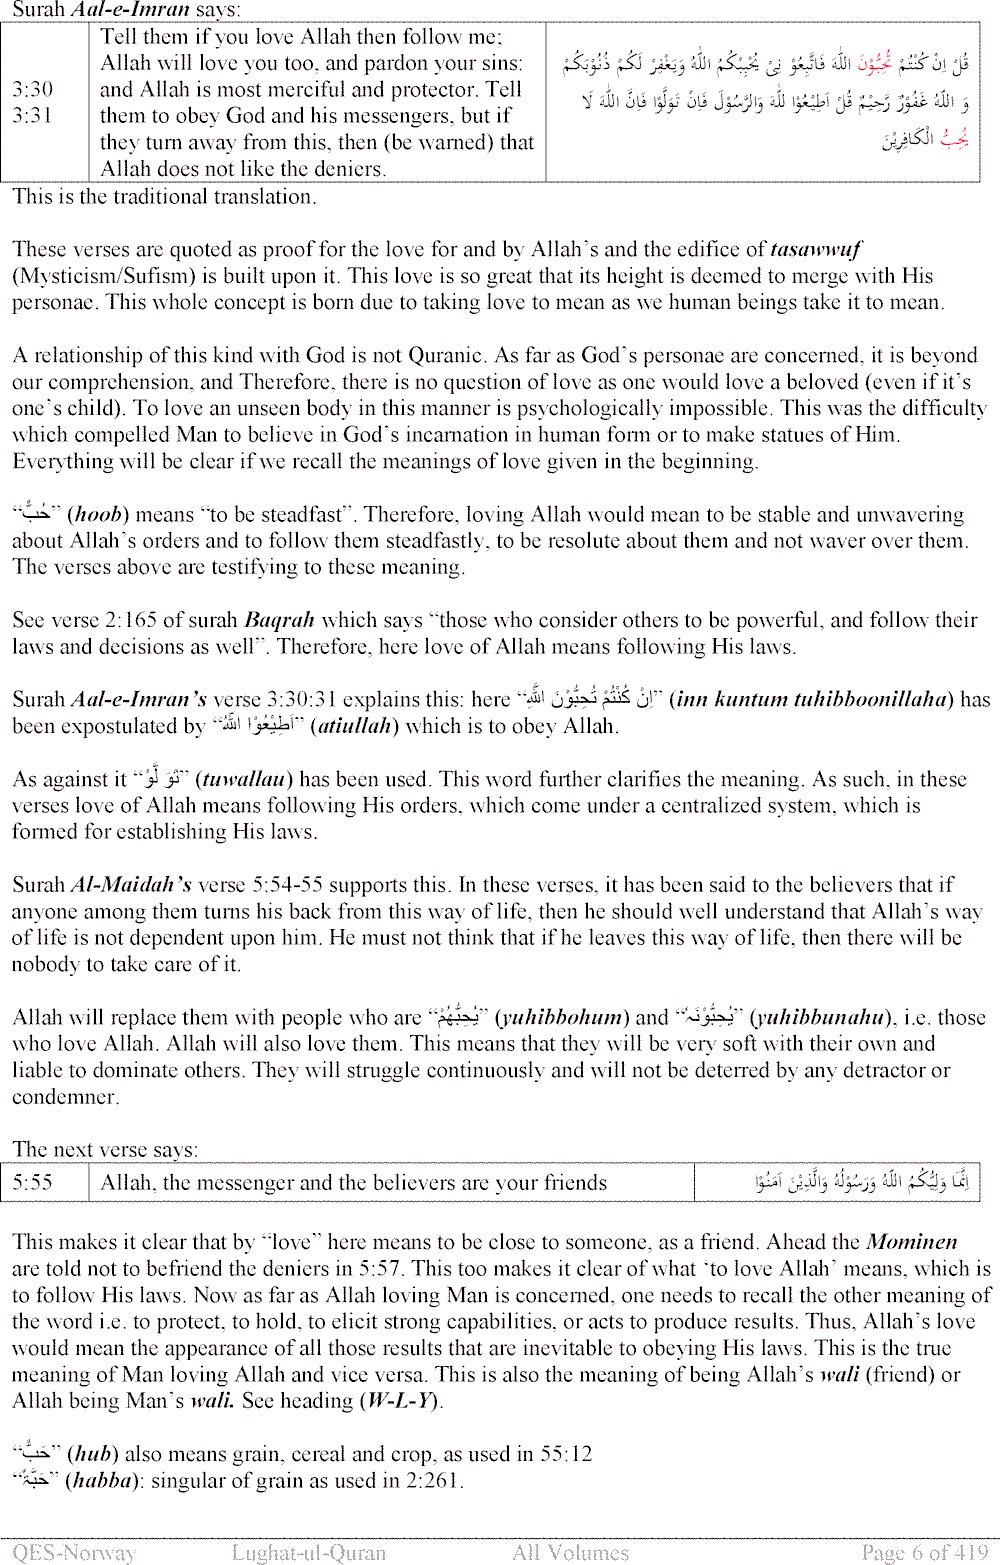 Surah Aal-e-Imran says:
3:30
3:31
Tell them if you love Allah then follow me;
Allah will love you too, and pardon your sins:
and Allah is most merciful and protector. Tell
them to obey God and his messengers, but if
they turn away from this, then (be warned) that
Allah does not like the deniers.
قُلْ اِنْ كُنْتُمْ تُحِبُّوْنَ اللّٰهَ فَاتَّبِعُوْ نِىْ يُحْبِبْكُمُ اللّٰهُ وَيَغْفِرْ لَكُمْ ذُنُوْبَكُمْ
وَ اللّٰهُ غَفُوْرٌ رَّحِيْمٌ قُلْ اَطِيْعُوْا لِلّٰهَ وَالرَّسُوْلَ فَاِنْ تَوَلَّوْا فَاِنَّ اللّٰهَ لَا
يُحِبُّ الْكَافِرِيْنَ
This is the traditional translation.
These verses are quoted as proof for the love for and by Allah’s and the edifice of tasawwuf
(Mysticism/Sufism) is built upon it. This love is so great that its height is deemed to merge with His
personae. This whole concept is born due to taking love to mean as we human beings take it to mean.
A relationship of this kind with God is not Quranic. As far as God’s personae are concerned, it is beyond
our comprehension, and Therefore, there is no question of love as one would love a beloved (even if it’s
one’s child). To love an unseen body in this manner is psychologically impossible. This was the difficulty
which compelled Man to believe in God’s incarnation in human form or to make statues of Him.
Everything will be clear if we recall the meanings of love given in the beginning.
“حُبٌّ” (hoob) means “to be steadfast”. Therefore, loving Allah would mean to be stable and unwavering
about Allah’s orders and to follow them steadfastly, to be resolute about them and not waver over them.
The verses above are testifying to these meaning.
See verse 2:165 of surah Baqrah which says “those who consider others to be powerful, and follow their
laws and decisions as well”. Therefore, here love of Allah means following His laws.
Surah Aal-e-Imran’s verse 3:30:31 explains this: here “اِنْ كُنْتُمْ تُحِبُّوْنَ اللَّهِ” (inn kuntum tuhibboonillaha) has
been expostulated by “اَطِيْعُوْا اللَّهُ” (atiullah) which is to obey Allah.
As against it “تَوَ لَّوْ” (tuwallau) has been used. This word further clarifies the meaning. As such, in these
verses love of Allah means following His orders, which come under a centralized system, which is
formed for establishing His laws.
Surah Al-Maidah’s verse 5:54-55 supports this. In these verses, it has been said to the believers that if
anyone among them turns his back from this way of life, then he should well understand that Allah’s way
of life is not dependent upon him. He must not think that if he leaves this way of life, then there will be
nobody to take care of it.
Allah will replace them with people who are “يُحِبُّهُمْ” (yuhibbohum) and “يُحِبُّوْنَہُ” (yuhibbunahu), i.e. those
who love Allah. Allah will also love them. This means that they will be very soft with their own and
liable to dominate others. They will struggle continuously and will not be deterred by any detractor or
condemner.
The next verse says:
5:55
Allah, the messenger and the believers are your friends
اِنَّمَا وَلِيُّكُمُ اللّٰهُ وَرَسُوْلُهُ وَالَّذِيْنَ اٰمَنُوْا
This makes it clear that by “love” here means to be close to someone, as a friend. Ahead the Mominen
are told not to befriend the deniers in 5:57. This too makes it clear of what ‘to love Allah’ means, which is
to follow His laws. Now as far as Allah loving Man is concerned, one needs to recall the other meaning of
the word i.e. to protect, to hold, to elicit strong capabilities, or acts to produce results. Thus, Allah’s love
would mean the appearance of all those results that are inevitable to obeying His laws. This is the true
meaning of Man loving Allah and vice versa. This is also the meaning of being Allah’s wali (friend) or
Allah being Man’s wali. See heading (W-L-Y).
“حَبٌّ” (hub) also means grain, cereal and crop, as used in 55:12
“حَبَّۃٌ” (habba): singular of grain as used in 2:261.
QES-Norway Lughat-ul-Quran All Volumes Page 6 of 419